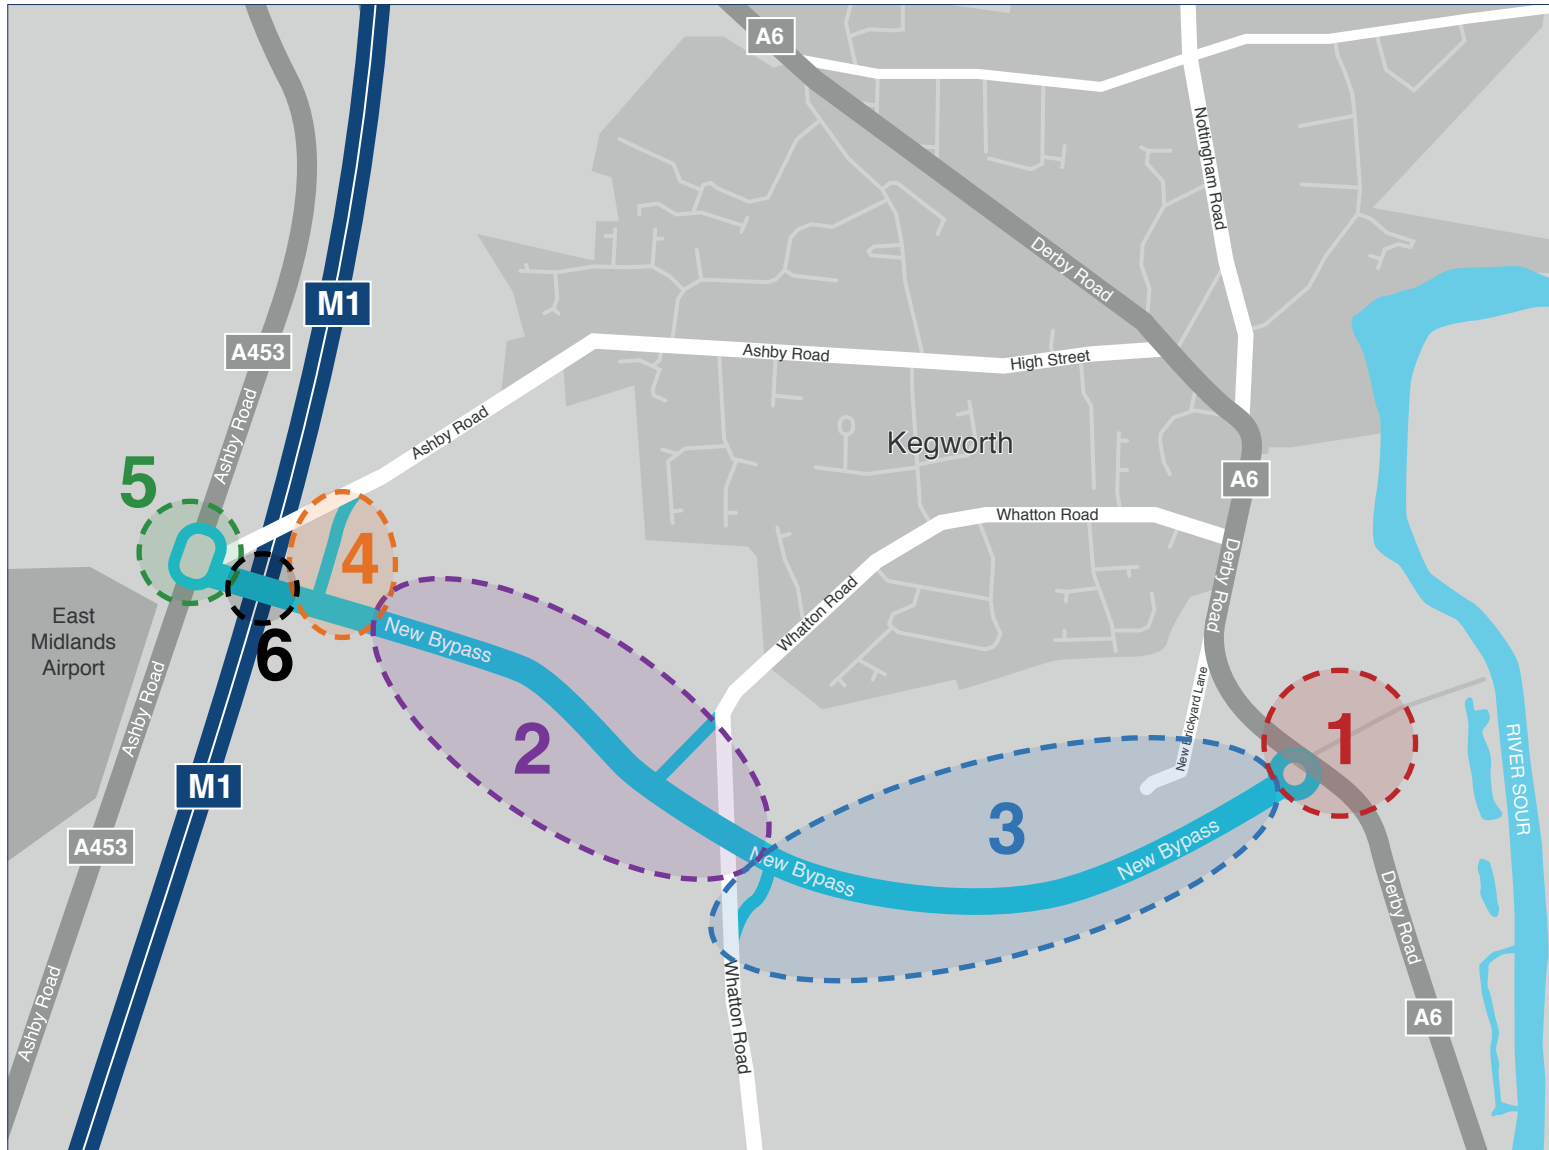 A6
Nottingham Road
Derby Road
M1
A453
Ashby Road
High Street
Ashby Road
Ashby Road
Kegworth
5
A6
4
Whatton Road
Derby Road
East
Midlands
Airport
6
New Bypass
Whatton Road
Ashby Road
2
New Brickyard Lane
1
RIVER SOUR
M1
3
A453
New Bypass
New Bypass
Derby Road
Ashby Road
Whatton Road
A6